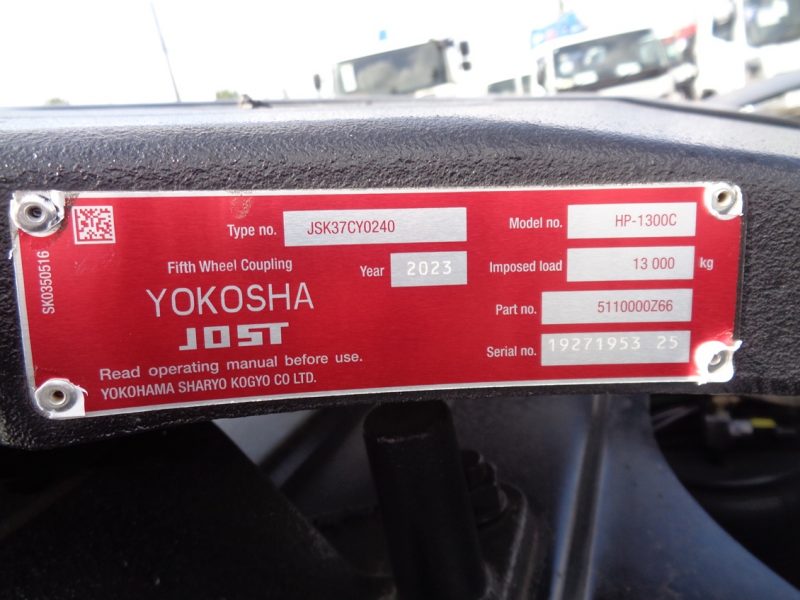 Type no. JSK37CY0240
Model no. HP-1300C
Fifth Wheel Coupling
Year 2023
Imposed load 13 000 kg
YOKOSHA
Part no. 5110000Z66
JOST
Serial no. 19271953 25
Read operating manual before use.
YOKOHAMA SHARYO KOGYO CO LTD.
SK0350516